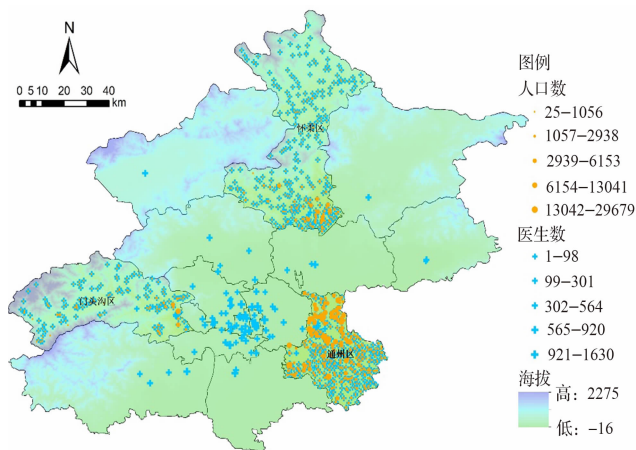 N
0 5 10 20 30 40
km
怀柔区
门头沟区
通州区
图例
人口数
25–1056
1057–2938
2939–6153
6154–13041
13042–29679
医生数
1–98
99–301
302–564
565–920
921–1630
海拔
高: 2275
低: -16